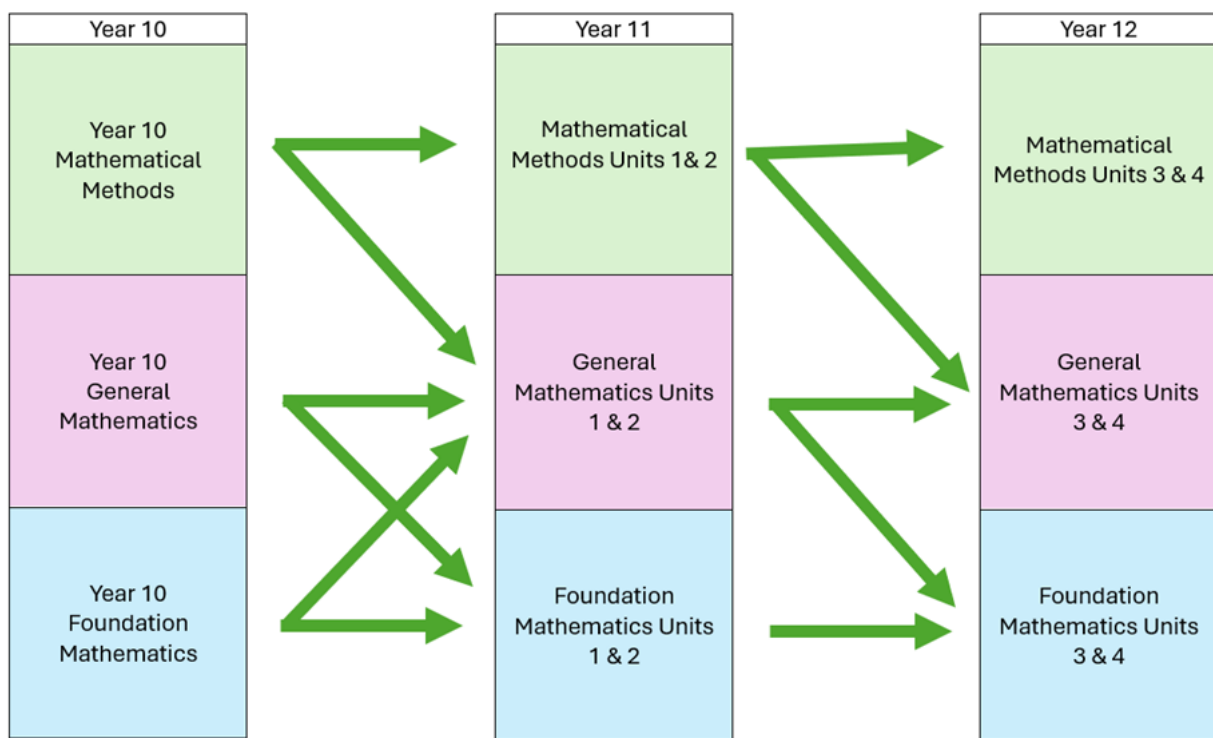 Year 10
Year 11
Year 12
Year 10
Mathematical
Methods
Mathematical
Methods Units 1& 2
Mathematical
Methods Units 3 & 4
Year 10
General
Mathematics
General
Mathematics Units
1 & 2
General
Mathematics Units
3 & 4
Year 10
Foundation
Mathematics
Foundation
Mathematics Units
1 & 2
Foundation
Mathematics Units
3 & 4